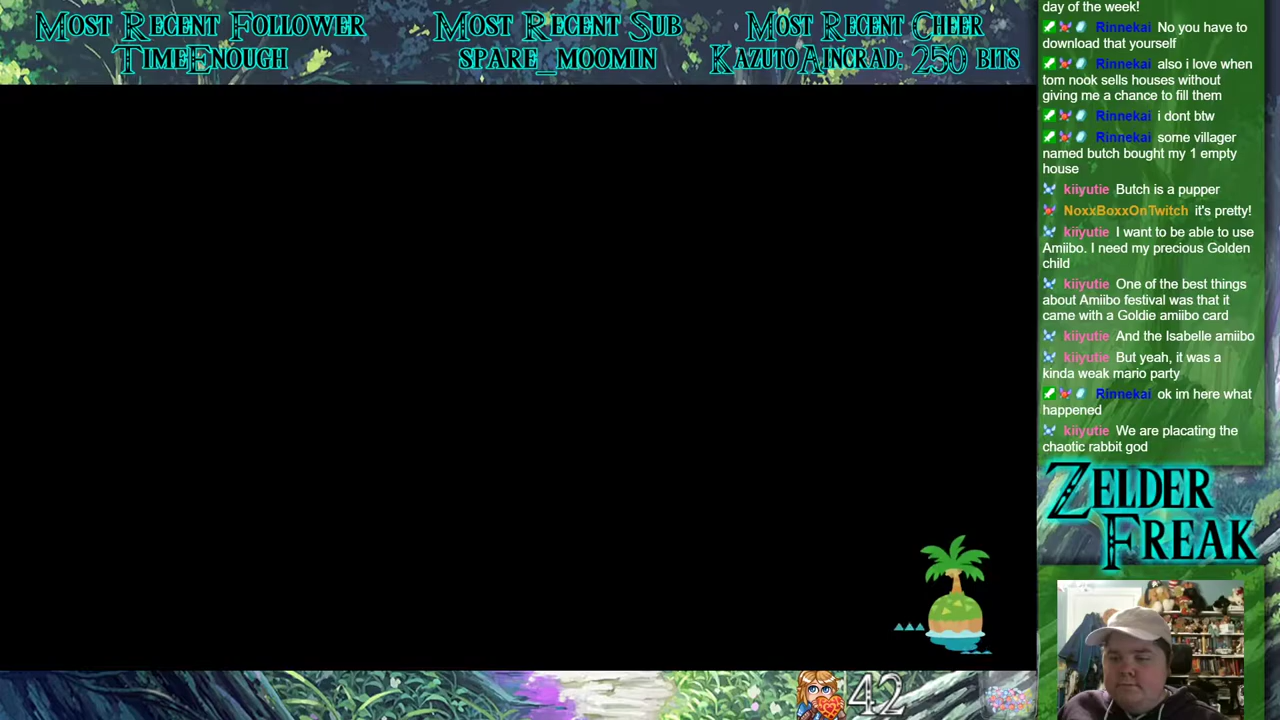 Most Recent Follower
TimeEnough
Most Recent Sub
spare_moomin
Most Recent Cheer
KazutoAincrad: 250 bits
day of the week!
Rinnekai No you have to
download that yourself
Rinnekai also i love when
tom nook sells houses without
giving me a chance to fill them
Rinnekai i dont btw
Rinnekai some villager
named butch bought my 1 empty
house
kiiyutie Butch is a pupper
NoxxBoxxOnTwitch it's pretty!
kiiyutie I want to be able to use
Amiibo. I need my precious Golden
child
kiiyutie One of the best things
about Amiibo festival was that it
came with a Goldie amiibo card
kiiyutie And the Isabelle amiibo
kiiyutie But yeah, it was a
kinda weak mario party
Rinnekai ok im here what
happened
kiiyutie We are placating the
chaotic rabbit god
Zelder
Freak
42